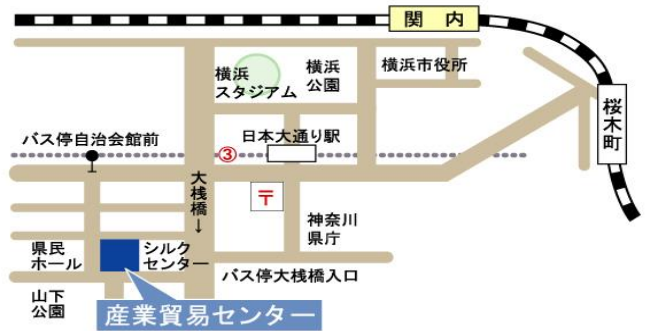 関 内
横浜
スタジアム
横浜
公園
横浜市役所
桜木町
バス停自治会館前
日本大通り駅
③
大桟橋↓
〒
神奈川
県庁
県民
ホール
シルク
センター
バス停大桟橋入口
山下
公園
産業貿易センター